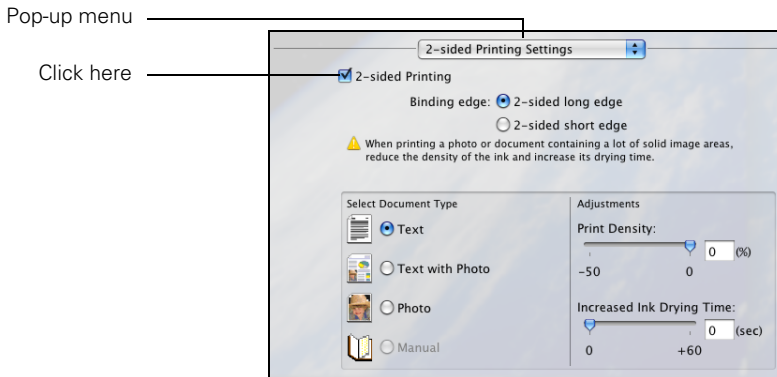 Pop-up menu
2-sided Printing Settings
Click here
2-sided Printing
Binding edge: 2-sided long edge
2-sided short edge
When printing a photo or document containing a lot of solid image areas,
reduce the density of the ink and increase its drying time.
Select Document Type
Text
Text with Photo
Photo
Manual
Adjustments
Print Density:
0 (%)
-50 0
Increased Ink Drying Time:
0 (sec)
0 +60